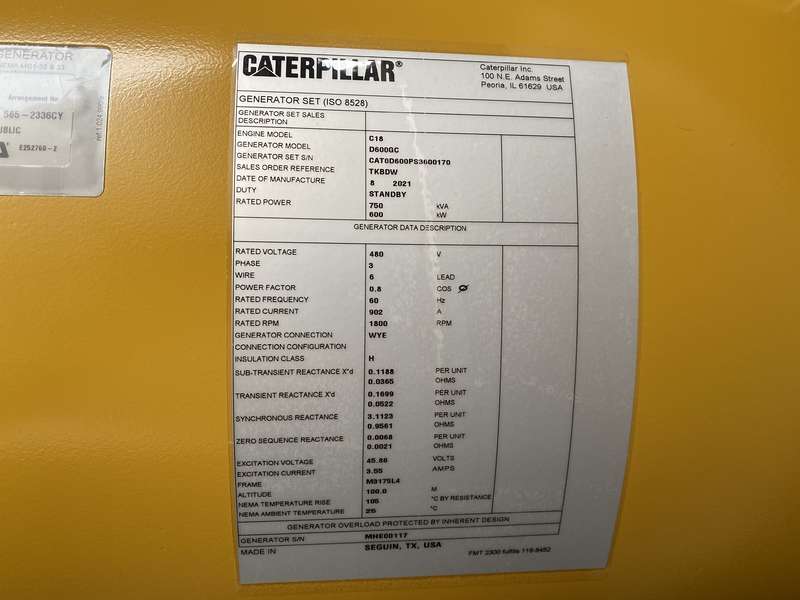 GENERATOR
Arrangement No
565-2336CY
E252760-2
CATERPILLAR®
Caterpillar Inc.
100 N.E. Adams Street
Peoria, IL 61629 USA
GENERATOR SET (ISO 8528)
GENERATOR SET SALES
DESCRIPTION
ENGINE MODEL C18
GENERATOR MODEL D600GC
GENERATOR SET S/N CAT0D600PS3600170
SALES ORDER REFERENCE TKBDW
DATE OF MANUFACTURE 8 2021
DUTY STANDBY
RATED POWER 750 kVA
600 kW
GENERATOR DATA DESCRIPTION
RATED VOLTAGE 480 V
PHASE 3
WIRE 6 LEAD
POWER FACTOR 0.8 COS Ø
RATED FREQUENCY 60 Hz
RATED CURRENT 902 A
RATED RPM 1800 RPM
GENERATOR CONNECTION WYE
CONNECTION CONFIGURATION
INSULATION CLASS H
SUB-TRANSIENT REACTANCE X"d 0.1188 PER UNIT
0.0365 OHMS
TRANSIENT REACTANCE X'd 0.1699 PER UNIT
0.0522 OHMS
SYNCHRONOUS REACTANCE 3.1123 PER UNIT
0.9561 OHMS
ZERO SEQUENCE REACTANCE 0.0068 PER UNIT
0.0021 OHMS
EXCITATION VOLTAGE 45.86 VOLTS
EXCITATION CURRENT 3.55 AMPS
FRAME M3175L4
ALTITUDE 100.0 M
NEMA TEMPERATURE RISE 105 °C BY RESISTANCE
NEMA AMBIENT TEMPERATURE 25 °C
GENERATOR OVERLOAD PROTECTED BY INHERENT DESIGN
GENERATOR S/N MHE00117
MADE IN SEGUIN, TX, USA
FMT 2300 fulfils 119-8482